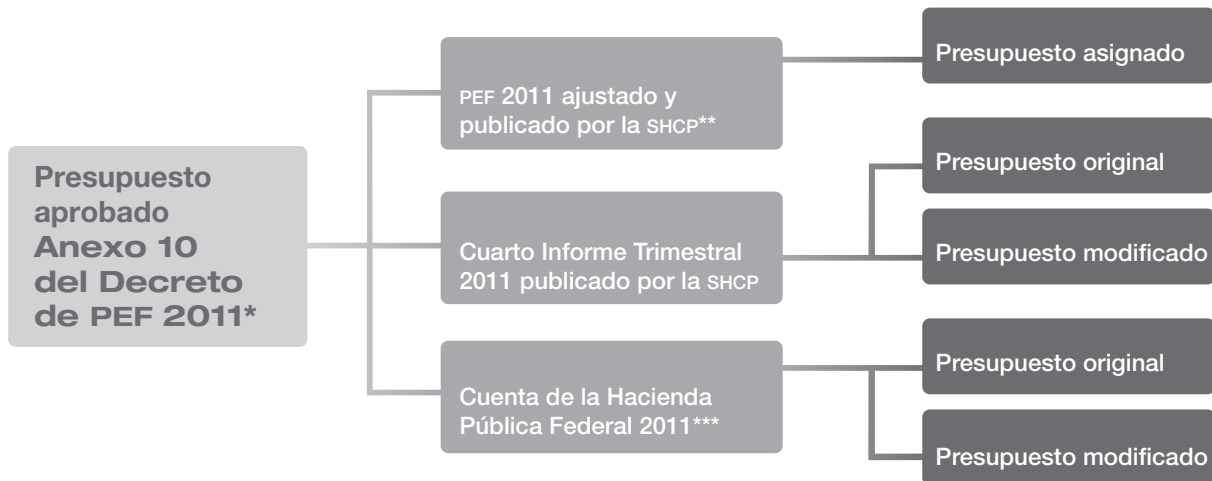 Presupuesto
aprobado
Anexo 10
del Decreto
de PEF 2011*
PEF 2011 ajustado y
publicado por la SHCP**
Presupuesto asignado
Cuarto Informe Trimestral
2011 publicado por la SHCP
Presupuesto original
Presupuesto modificado
Cuenta de la Hacienda
Pública Federal 2011***
Presupuesto original
Presupuesto modificado